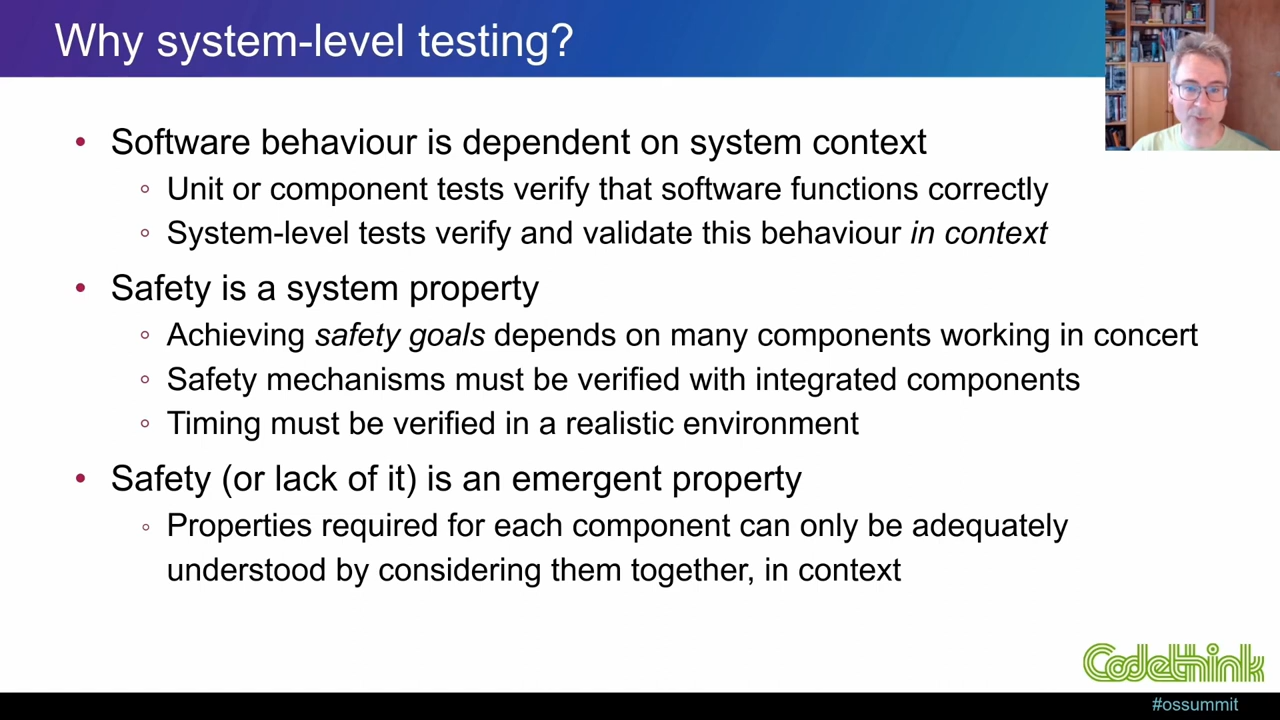 Why system-level testing?
• Software behaviour is dependent on system context
◦ Unit or component tests verify that software functions correctly
◦ System-level tests verify and validate this behaviour in context
• Safety is a system property
◦ Achieving safety goals depends on many components working in concert
◦ Safety mechanisms must be verified with integrated components
◦ Timing must be verified in a realistic environment
• Safety (or lack of it) is an emergent property
◦ Properties required for each component can only be adequately
understood by considering them together, in context
Codethink
#ossummit